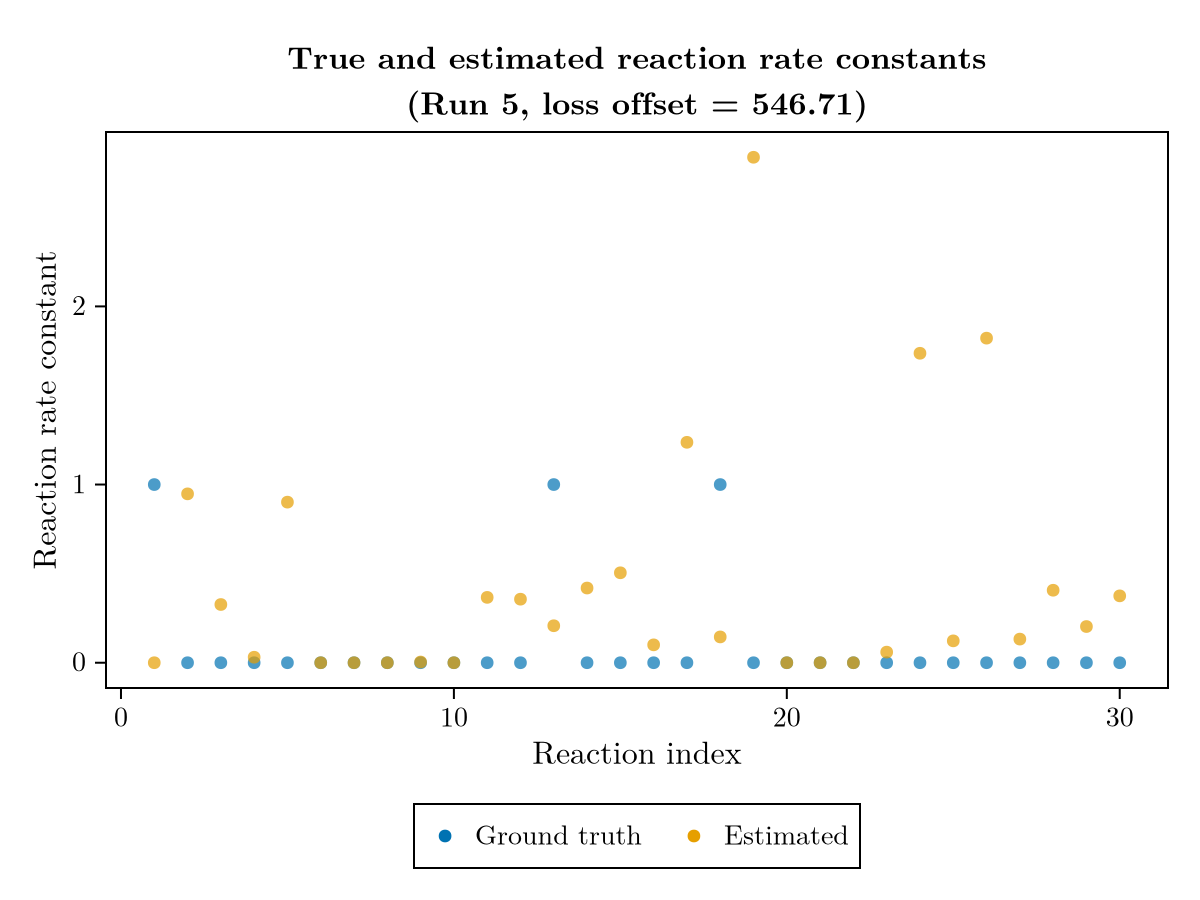 True and estimated reaction rate constants
(Run 5, loss offset = 546.71)
Reaction rate constant
2
1
0
0 10 20 30
Reaction index
Ground truth Estimated